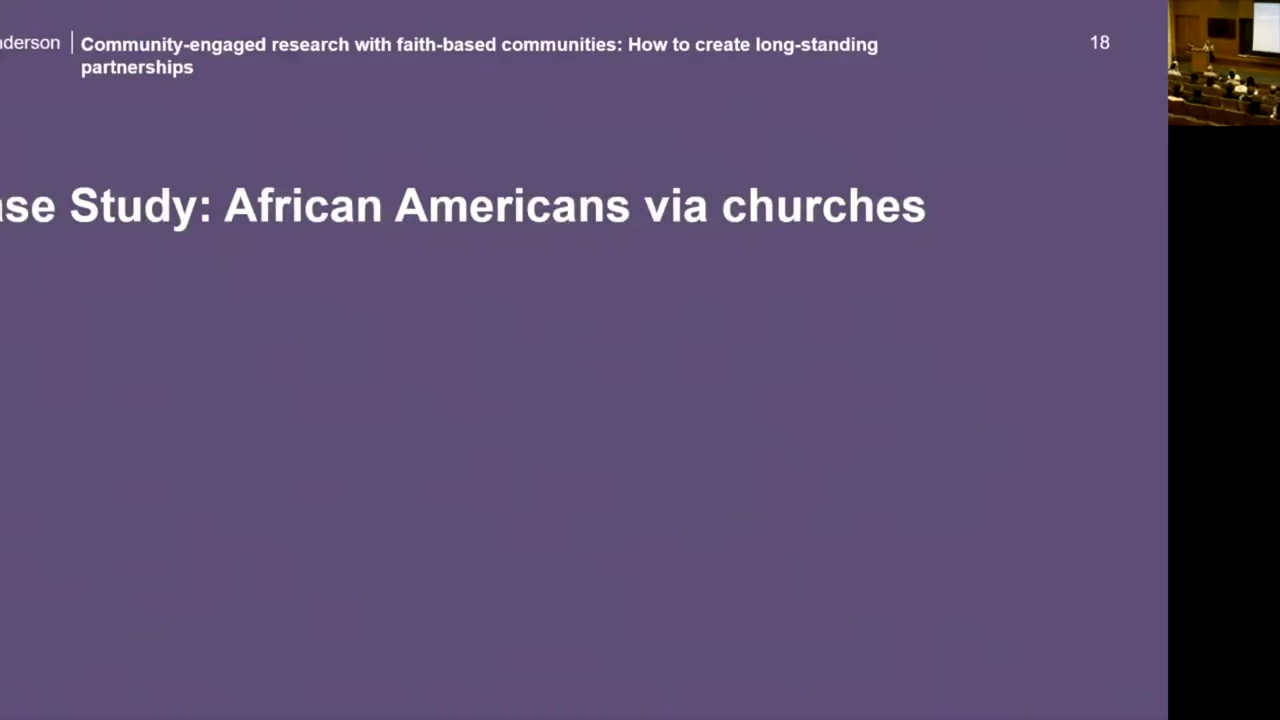 nderson | Community-engaged research with faith-based communities: How to create long-standing
partnerships
18
ase Study: African Americans via churches